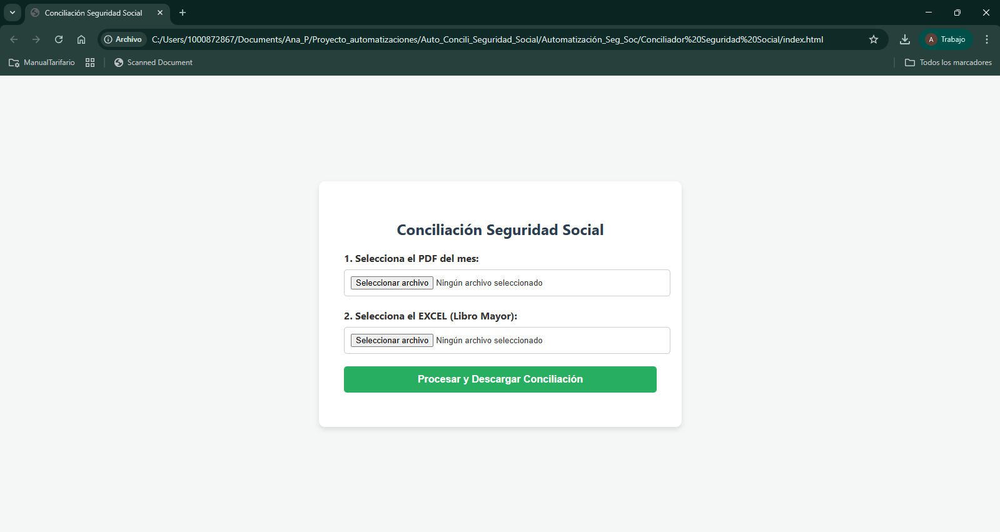 Conciliación Seguridad Social
Archivo
C:/Users/1000872867/Documents/Ana_P/Proyecto_automatizaciones/Auto_Concili_Seguridad_Social/Automatización_Seg_Soc/Conciliador%20Seguridad%20Social/index.html
A Trabajo
ManualTarifario
Scanned Document
Todos los marcadores
Conciliación Seguridad Social
1. Selecciona el PDF del mes:
Seleccionar archivo Ningún archivo seleccionado
2. Selecciona el EXCEL (Libro Mayor):
Seleccionar archivo Ningún archivo seleccionado
Procesar y Descargar Conciliación